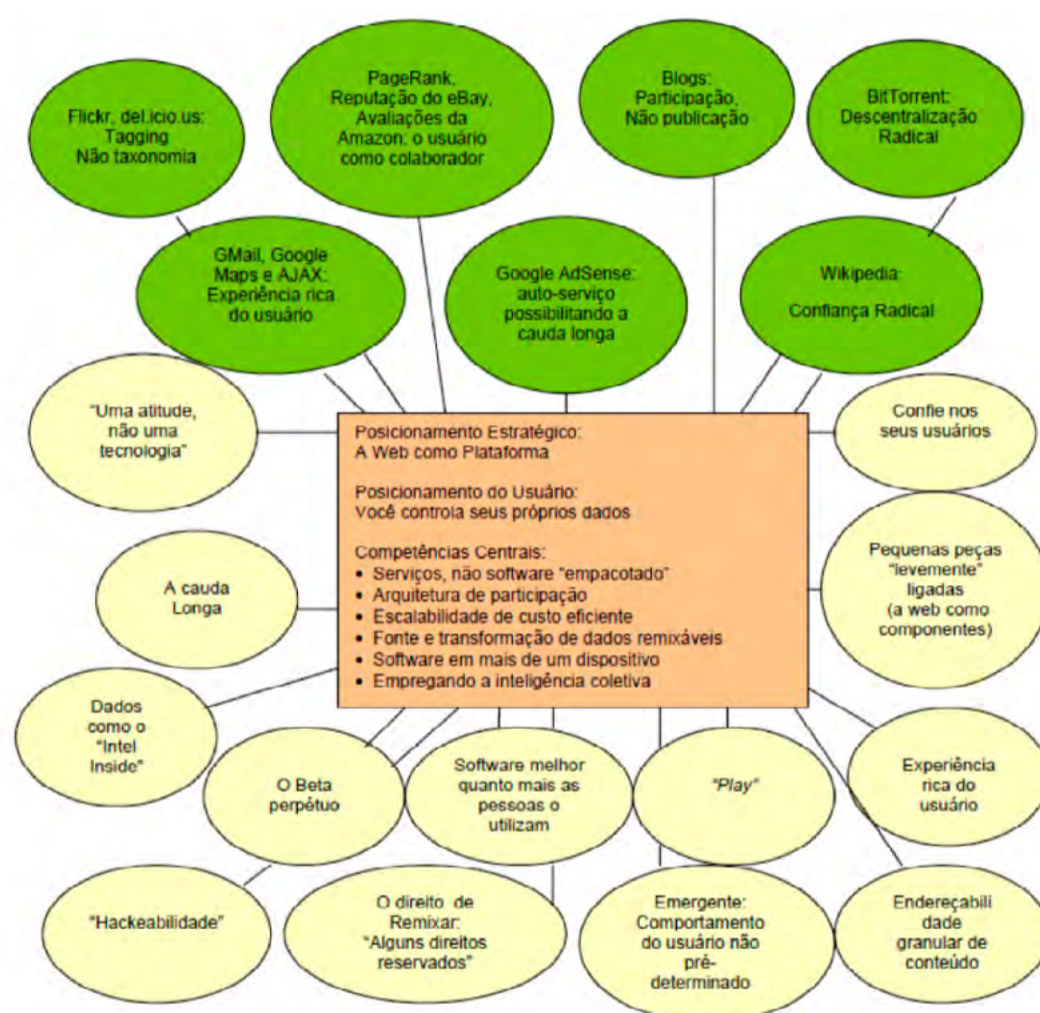 Flickr, del.icio.us:
Tagging
Não taxonomia
PageRank,
Reputação do eBay,
Avaliações da
Amazon: o usuário
como colaborador
Blogs:
Participação,
Não publicação
BitTorrent:
Descentralização
Radical
GMail, Google
Maps e AJAX:
Experiência rica
do usuário
Google AdSense:
auto-serviço
possibilitando a
cauda longa
Wikipedia:
Confiança Radical
"Uma atitude,
não uma
tecnologia"
Confie nos
seus usuários
Posicionamento Estratégico:
A Web como Plataforma
Posicionamento do Usuário:
Você controla seus próprios dados
Competências Centrais:
• Serviços, não software "empacotado"
• Arquitetura de participação
• Escalabilidade de custo eficiente
• Fonte e transformação de dados remixáveis
• Software em mais de um dispositivo
• Empregando a inteligência coletiva
A cauda
Longa
Pequenas peças
"levemente"
ligadas
(a web como
componentes)
Dados
como o
"Intel
Inside"
O Beta
perpétuo
Software melhor
quanto mais as
pessoas o
utilizam
"Play"
Experiência
rica do
usuário
"Hackeabilidade"
O direito de
Remixar:
"Alguns direitos
reservados"
Emergente:
Comportamento
do usuário não
pré-
determinado
Endereçabili
dade
granular de
conteúdo